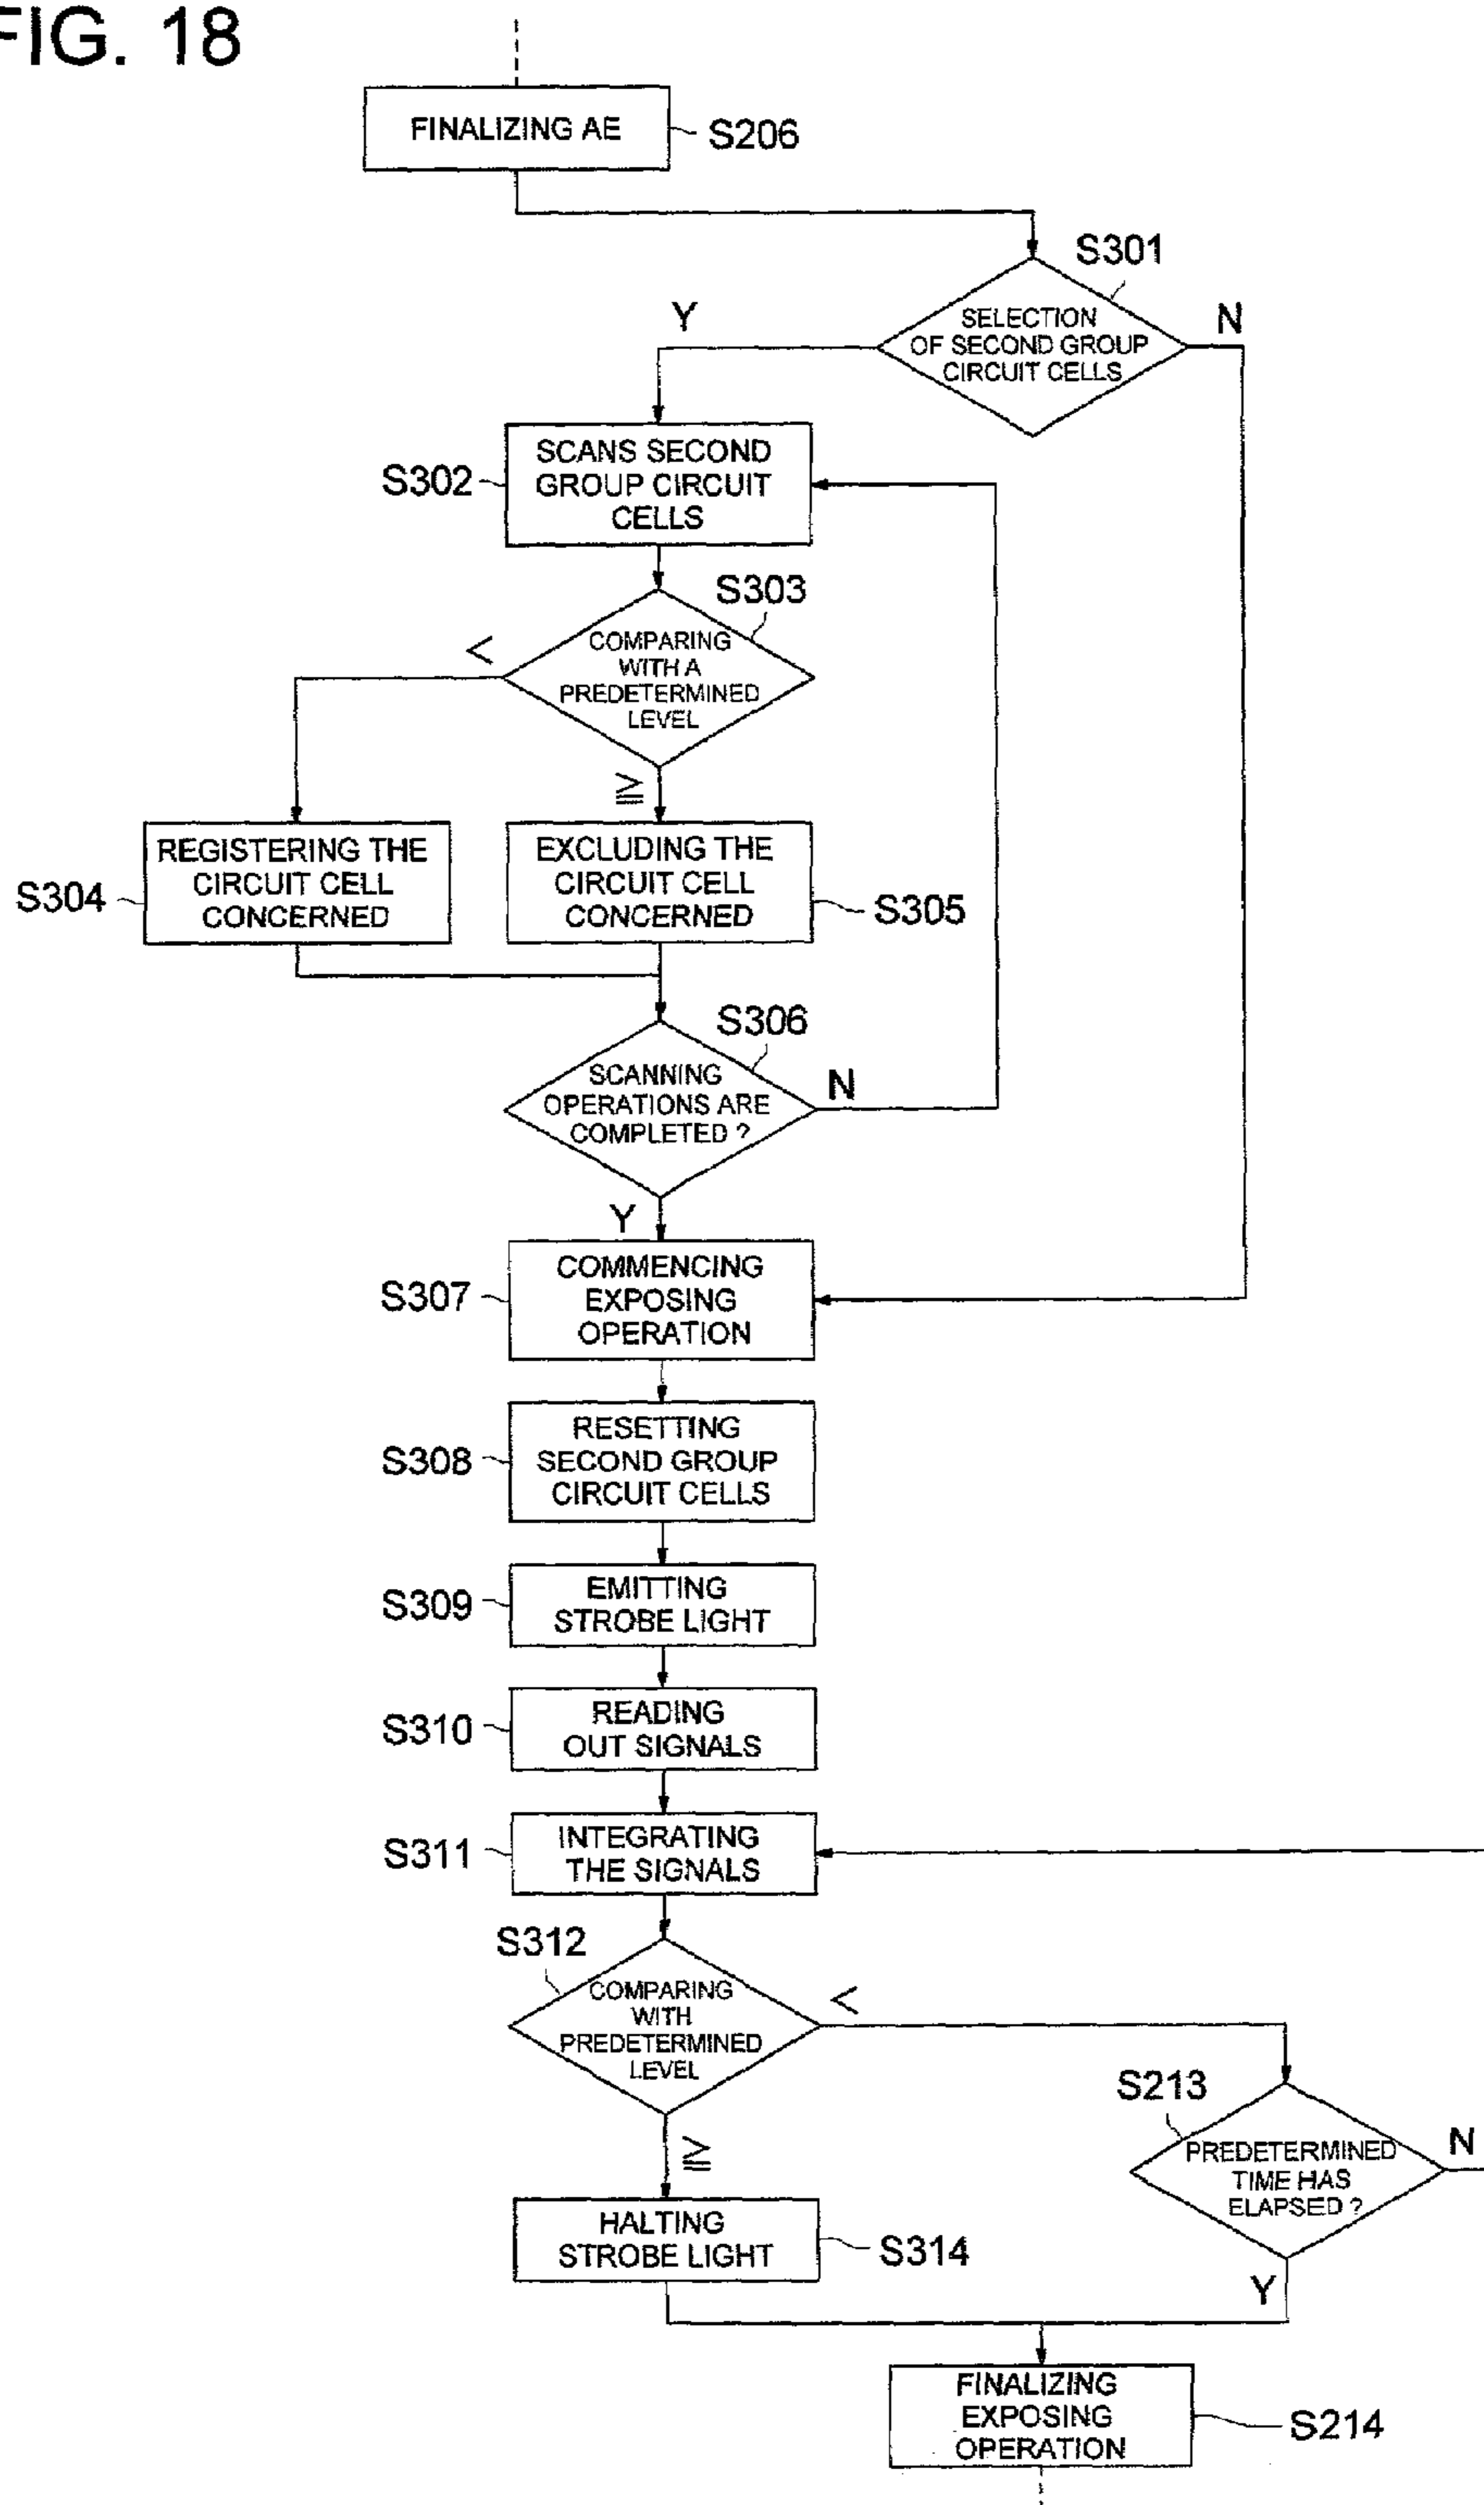 FIG. 18
FINALIZING AE
S206
S301
SELECTION
OF SECOND GROUP
CIRCUIT CELLS
Y
N
SCANS SECOND
GROUP CIRCUIT
CELLS
S302
S303
COMPARING
WITH A
PREDETERMINED
LEVEL
<
≧
REGISTERING THE
CIRCUIT CELL
CONCERNED
S304
EXCLUDING THE
CIRCUIT CELL
CONCERNED
S305
S306
SCANNING
OPERATIONS ARE
COMPLETED ?
N
Y
COMMENCING
EXPOSING
OPERATION
S307
RESETTING
SECOND GROUP
CIRCUIT CELLS
S308
EMITTING
STROBE LIGHT
S309
READING
OUT SIGNALS
S310
INTEGRATING
THE SIGNALS
S311
S312
COMPARING
WITH
PREDETERMINED
LEVEL
<
≧
S213
PREDETERMINED
TIME HAS
ELAPSED ?
N
Y
HALTING
STROBE LIGHT
S314
FINALIZING
EXPOSING
OPERATION
S214